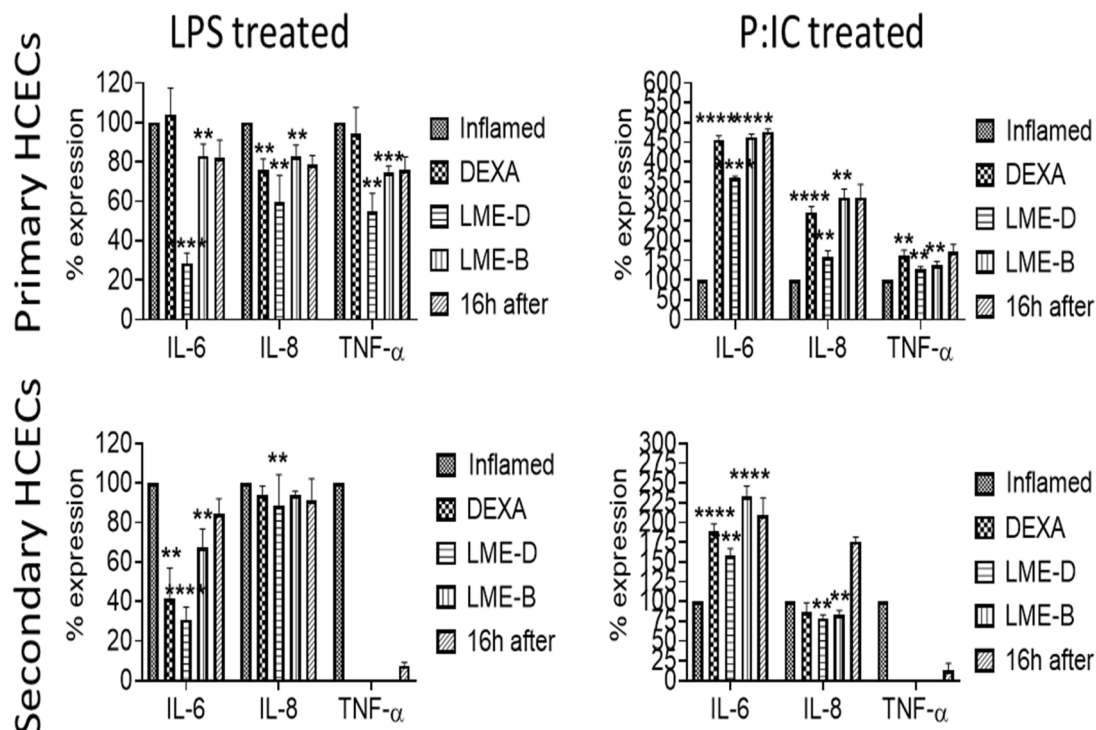 LPS treated
P:IC treated
Primary HCECs
% expression
120
100
80
60
40
20
0
**
****
**
**
**
**
***
IL-6
IL-8
TNF-α
Inflamed
DEXA
LME-D
LME-B
16h after
% expression
600
550
500
450
400
350
300
250
200
150
100
50
0
****
****
****
****
**
**
**
**
**
IL-6
IL-8
TNF-α
Inflamed
DEXA
LME-D
LME-B
16h after
Secondary HCECs
% expression
120
100
80
60
40
20
0
**
****
**
**
IL-6
IL-8
TNF-α
Inflamed
DEXA
LME-D
LME-B
16h after
% expression
300
275
250
225
200
175
150
125
100
75
50
25
0
****
**
****
**
**
IL-6
IL-8
TNF-α
Inflamed
DEXA
LME-D
LME-B
16h after